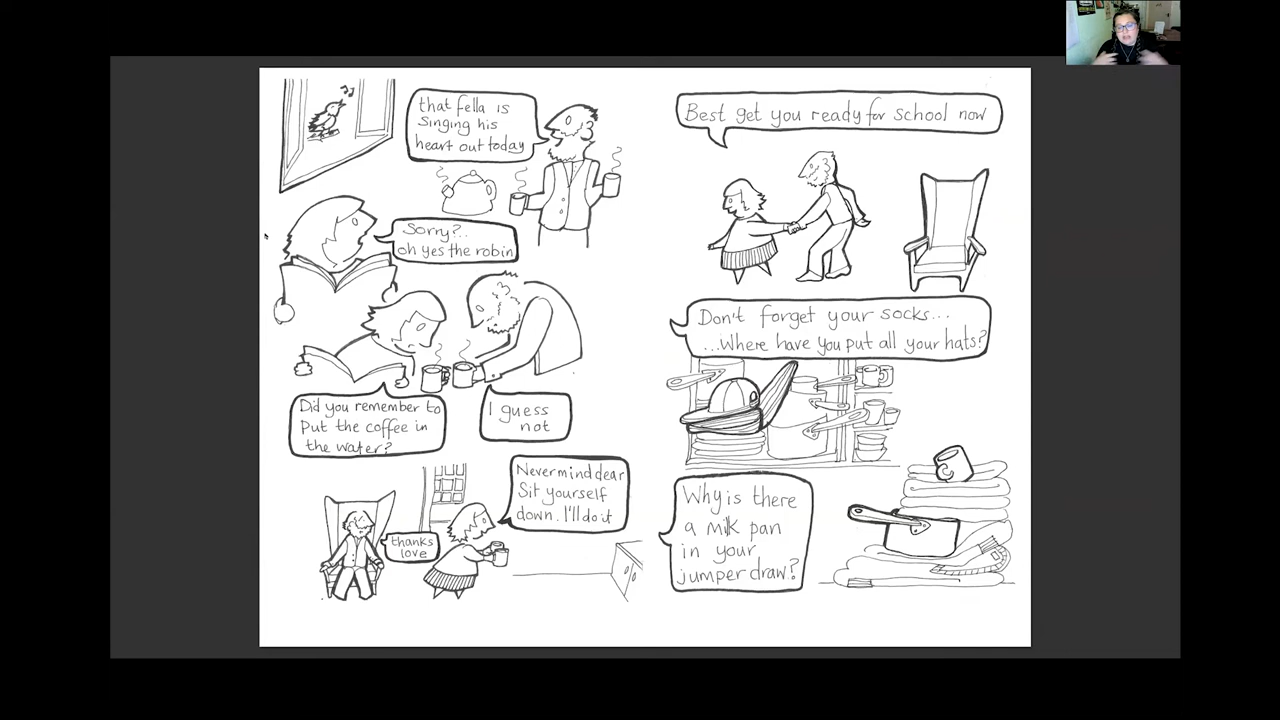 that fella is
singing his
heart out today
Sorry?..
oh yes the robin
Did you remember to
put the coffee in
the water?
I guess
not
Nevermind dear
Sit yourself
down. I'll do it
thanks
love
Best get you ready for school now
Don't forget your socks...
...Where have you put all your hats?
Why is there
a milk pan
in your
jumper draw?